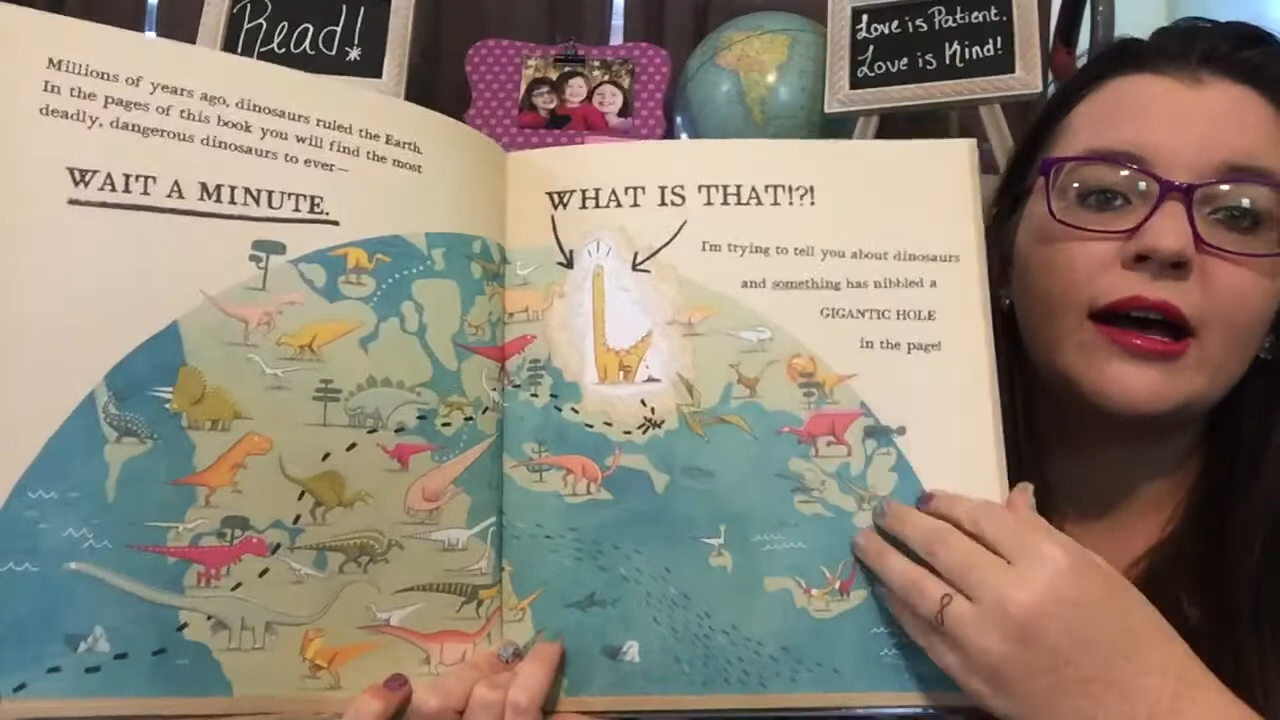 Read!
Love is Patient.
Love is Kind!
Millions of years ago, dinosaurs ruled the Earth.
In the pages of this book you will find the most
deadly, dangerous dinosaurs to ever—
WAIT A MINUTE.
WHAT IS THAT!?!
I'm trying to tell you about dinosaurs
and something has nibbled a
GIGANTIC HOLE
in the page!